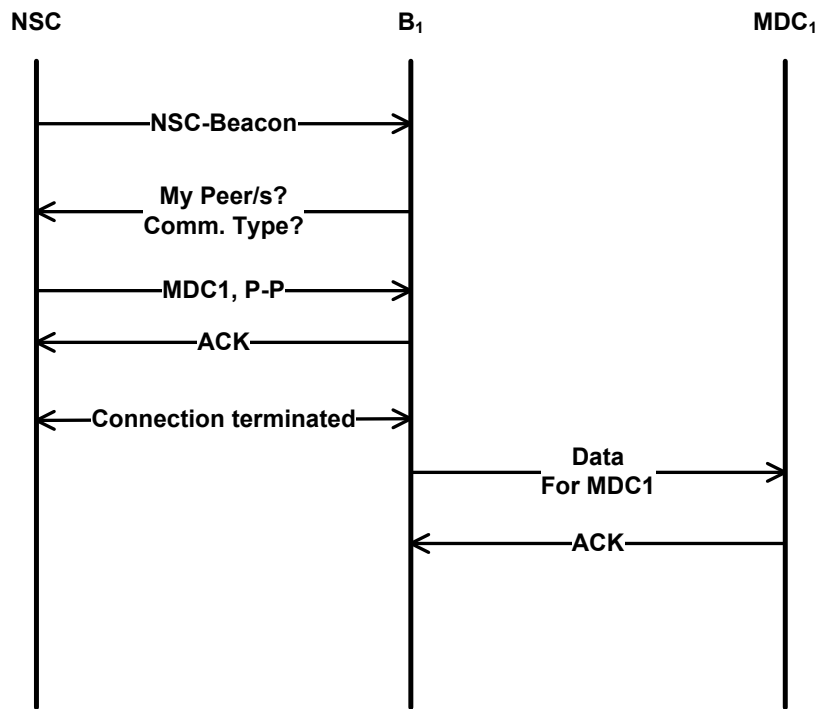 NSC
B₁
MDC₁
NSC-Beacon
My Peer/s?
Comm. Type?
MDC1, P-P
ACK
Connection terminated
Data
For MDC1
ACK